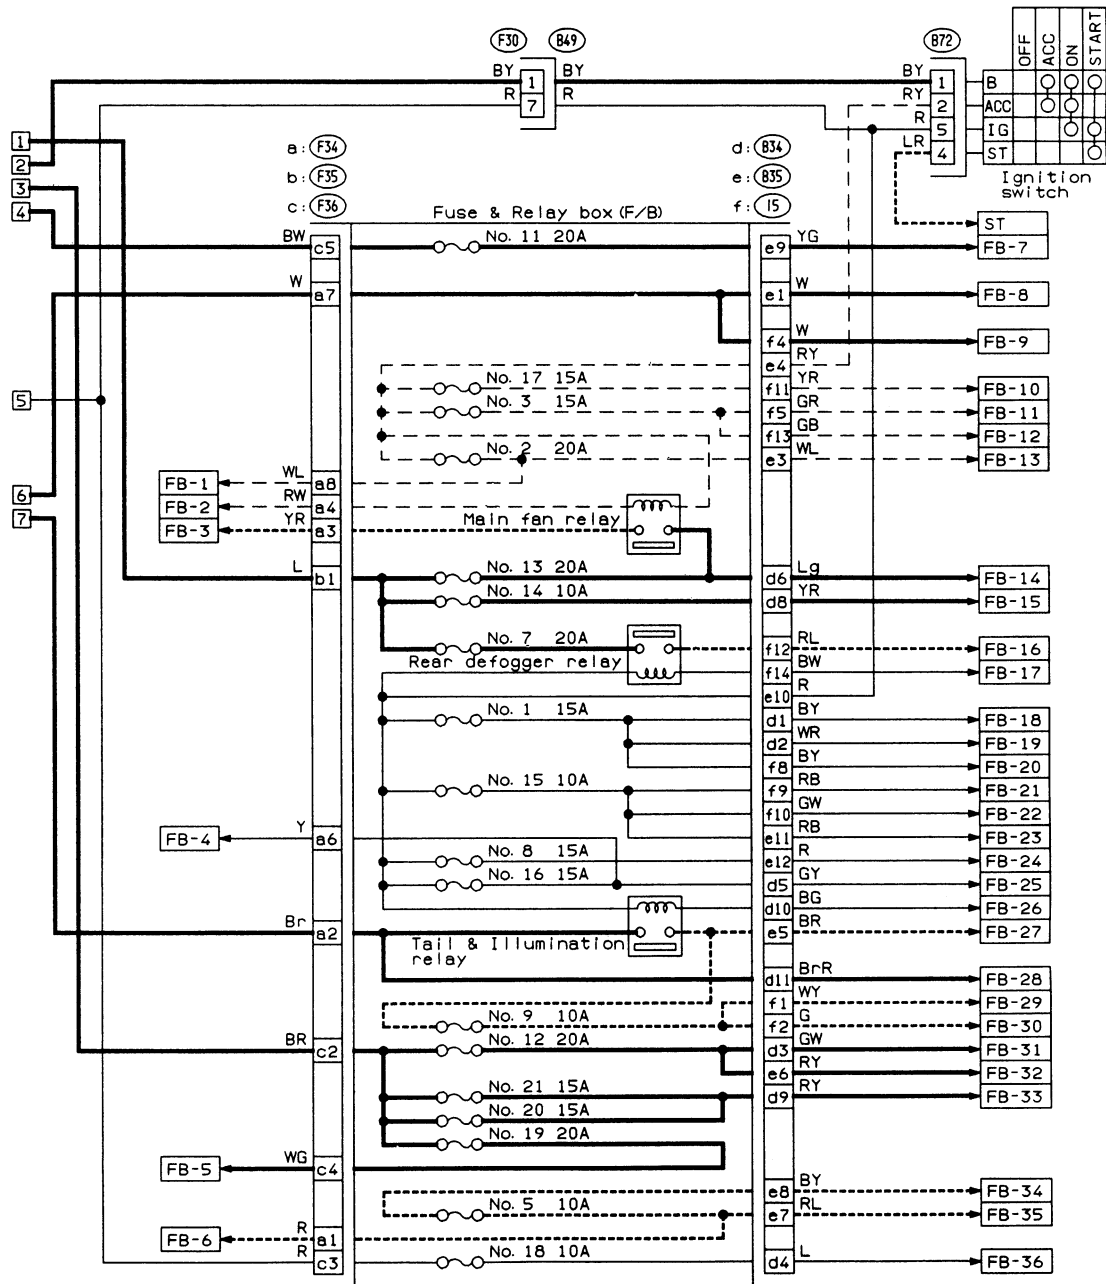 F30 B49 B72
OFF ACC ON START
BY 1 BY BY 1 B
R 7 R RY 2 ACC
R 5 IG
LR 4 ST
Ignition
switch
1
2
3
4
5
6
7
a: F34
b: F35
c: F36
d: B34
e: B35
f: I5
Fuse & Relay box (F/B)
ST
BW c5 No. 11 20A e9 YG FB-7
W a7 e1 W FB-8
f4 W FB-9
e4 RY
No. 17 15A f11 YR FB-10
No. 3 15A f5 GR FB-11
f13 GB FB-12
No. 2 20A e3 WL FB-13
FB-1 WL a8
FB-2 RW a4
FB-3 YR a3 Main fan relay
L b1 No. 13 20A d6 Lg FB-14
No. 14 10A d8 YR FB-15
No. 7 20A f12 RL FB-16
Rear defogger relay f14 BW FB-17
e10 R
No. 1 15A d1 BY FB-18
d2 WR FB-19
f8 BY FB-20
No. 15 10A f9 RB FB-21
f10 GW FB-22
FB-4 Y a6 e11 RB FB-23
No. 8 15A e12 R FB-24
No. 16 15A d5 GY FB-25
d10 BG FB-26
Br a2 e5 BR FB-27
Tail & Illumination
relay
d11 BrR FB-28
f1 WY FB-29
No. 9 10A f2 G FB-30
BR c2 No. 12 20A d3 GW FB-31
e6 RY FB-32
No. 21 15A d9 RY FB-33
No. 20 15A
No. 19 20A
FB-5 WG c4
e8 BY FB-34
No. 5 10A e7 RL FB-35
FB-6 R a1
R c3 No. 18 10A d4 L FB-36